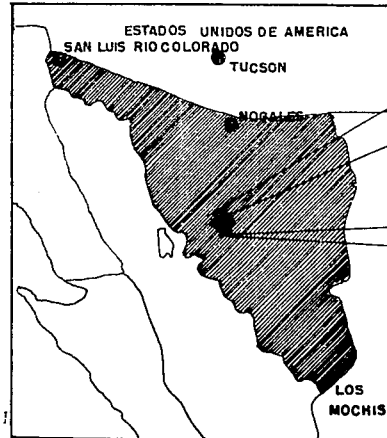 ESTADOS UNIDOS DE AMERICA
SAN LUIS RIO COLORADO
TUCSON
NOGALES
LOS
MOCHIS